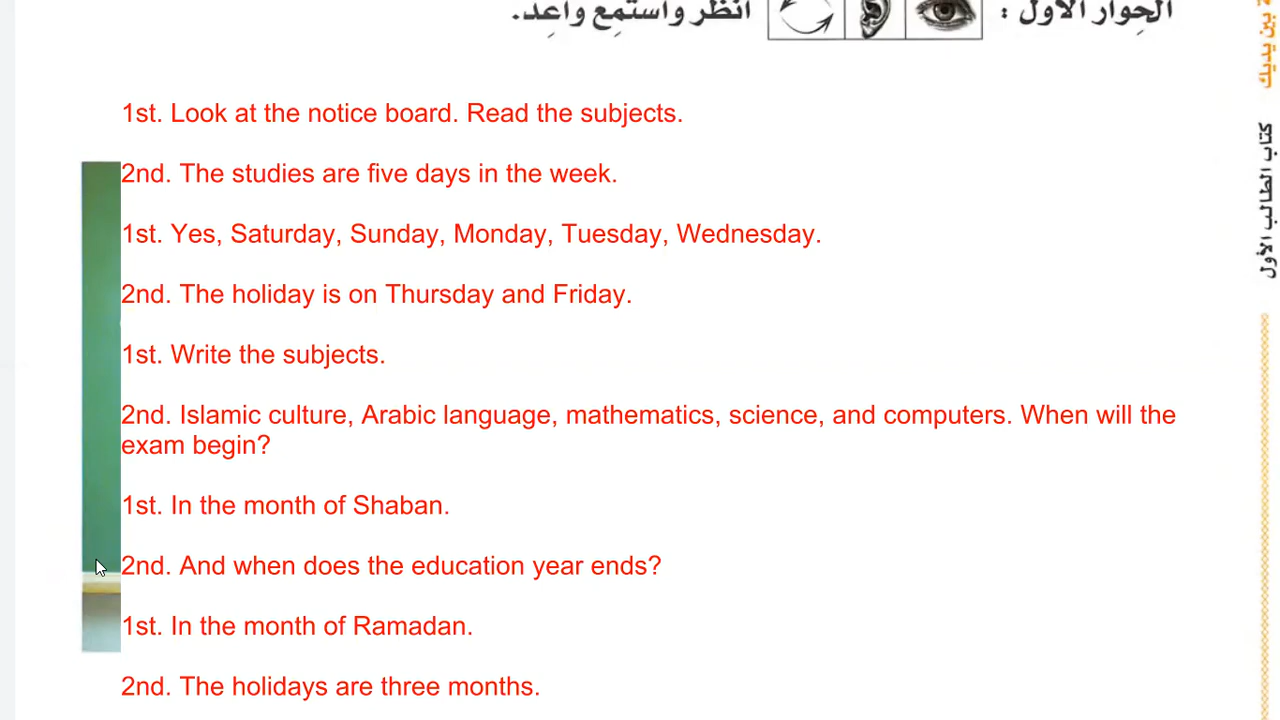 الحوار الأول : انظر واستمع وأعد.
1st. Look at the notice board. Read the subjects.
2nd. The studies are five days in the week.
1st. Yes, Saturday, Sunday, Monday, Tuesday, Wednesday.
2nd. The holiday is on Thursday and Friday.
1st. Write the subjects.
2nd. Islamic culture, Arabic language, mathematics, science, and computers. When will the
exam begin?
1st. In the month of Shaban.
2nd. And when does the education year ends?
1st. In the month of Ramadan.
2nd. The holidays are three months.
بين يديك
كتاب الطالب الأول